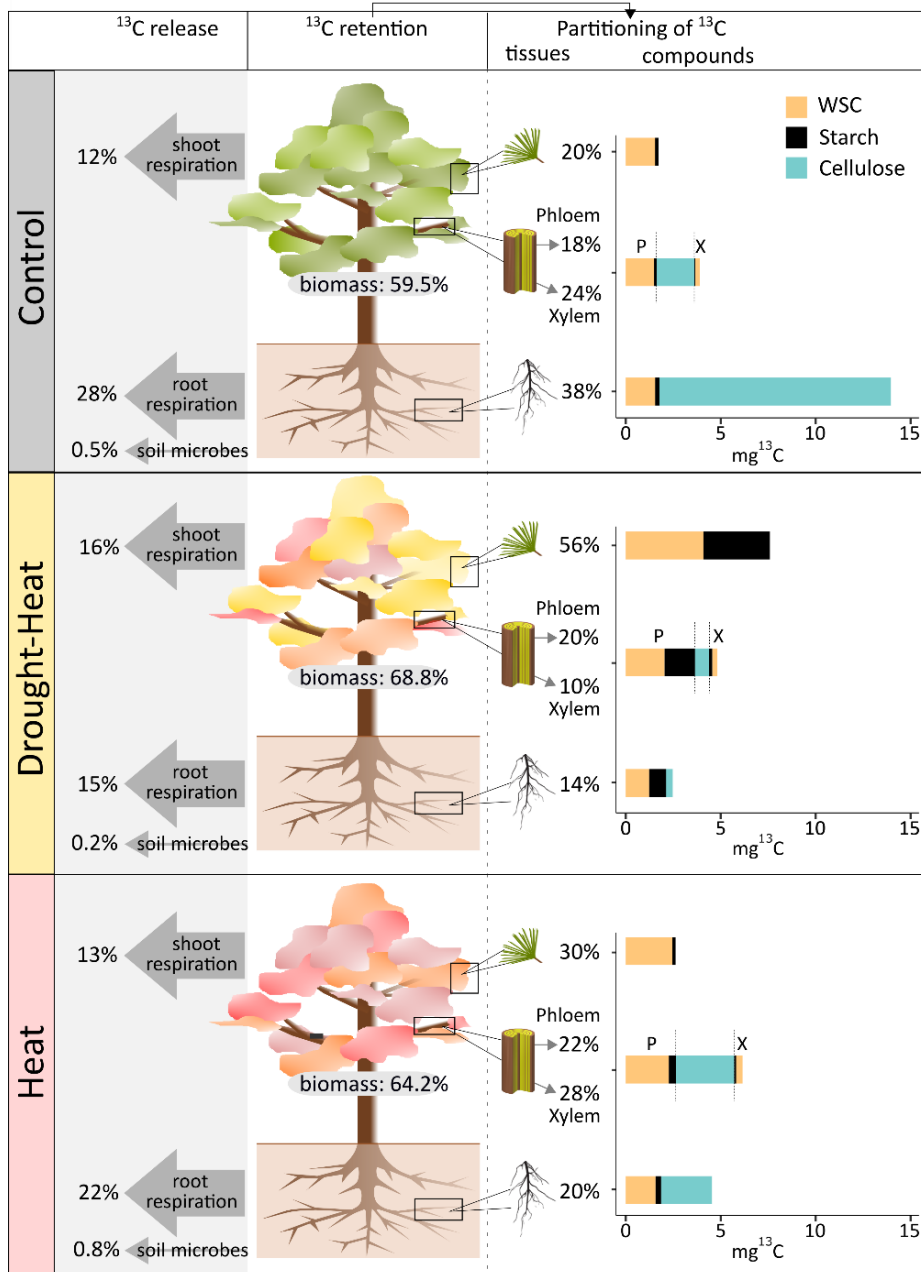 ¹³C release
¹³C retention
Partitioning of ¹³C
tissues
compounds
Control
12%
shoot
respiration
biomass: 59.5%
28%
root
respiration
0.5%
soil microbes
20%
Phloem
18%
24%
Xylem
38%
WSC
Starch
Cellulose
P
X
0
5
10
15
mg¹³C
Drought-Heat
16%
shoot
respiration
biomass: 68.8%
15%
root
respiration
0.2%
soil microbes
56%
Phloem
20%
10%
Xylem
14%
P
X
0
5
10
15
mg¹³C
Heat
13%
shoot
respiration
biomass: 64.2%
22%
root
respiration
0.8%
soil microbes
30%
Phloem
22%
28%
Xylem
20%
P
X
0
5
10
15
mg¹³C